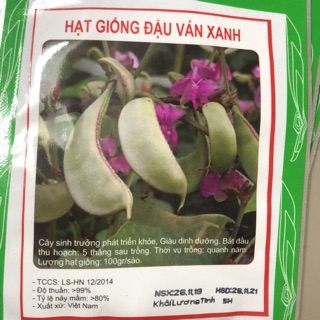 HẠT GIỐNG ĐẬU VÁN XANH
Cây sinh trưởng phát triển khỏe, Giàu dinh dưỡng. Bắt đầu
thu hoạch: 5 tháng sau trồng. Thời vụ trồng: quanh năm
Lượng hạt giống: 100gr/sào.
- TCCS: LS-HN 12/2014
- Độ thuần: >99%
- Tỷ lệ nảy mầm: >80%
- Xuất xứ: Việt Nam
NSX:26,11,19 HSD:26,11,21
Khối Lượng Tịnh